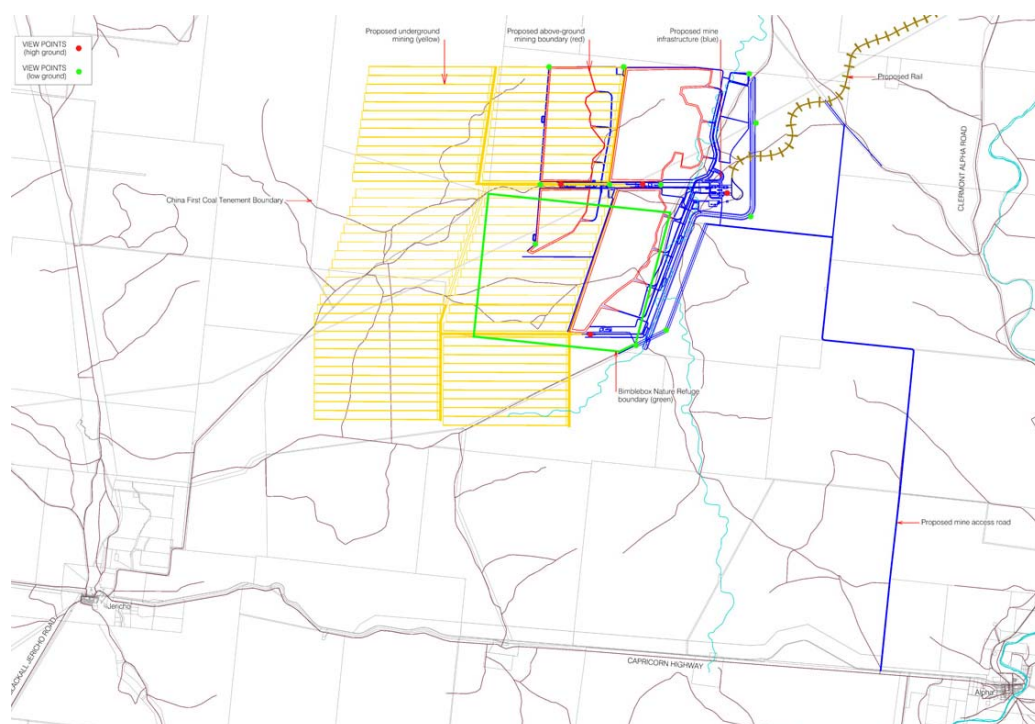 VIEW POINTS
(high ground)
VIEW POINTS
(low ground)
Proposed underground
mining (yellow)
Proposed above-ground
mining boundary (red)
Proposed mine
infrastructure (blue)
Proposed Rail
CLERMONT ALPHA ROAD
China First Coal Tenement Boundary
Bimblebox Nature Refuge
boundary (green)
Proposed mine access road
Jericho
BLACKALL JERICHO ROAD
CAPRICORN HIGHWAY
Alpha